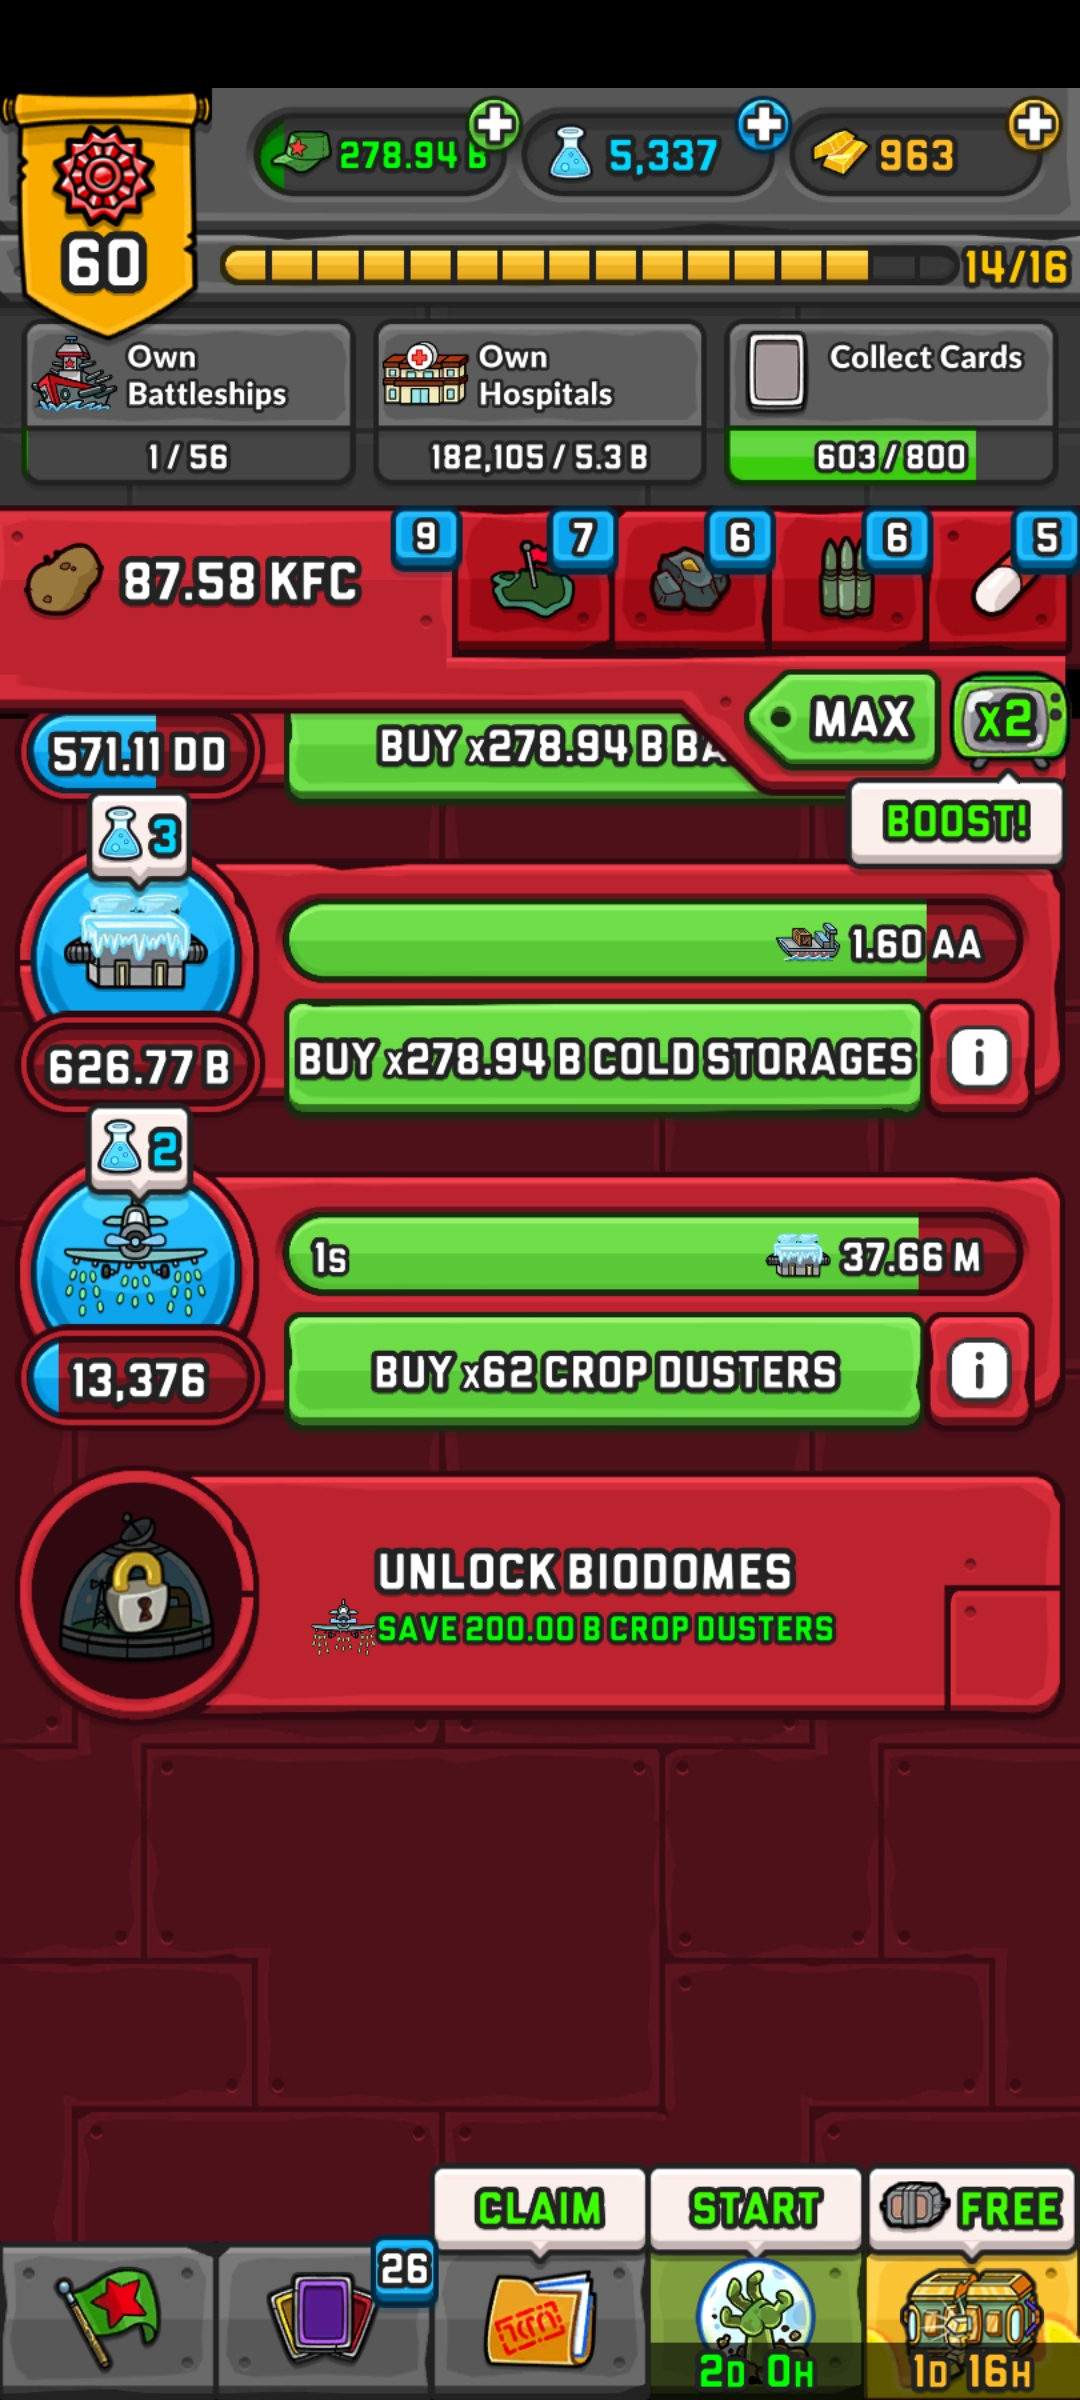 278.94 B
5,337
963
60
14/16
Own
Battleships
1 / 56
Own
Hospitals
182,105 / 5.3 B
Collect Cards
603 / 800
87.58 KFC
9
7
6
6
5
MAX
x2
BOOST!
571.11 DD
BUY x278.94 B
3
1.60 AA
626.77 B
BUY x278.94 B COLD STORAGES
i
2
1s
37.66 M
13,376
BUY x62 CROP DUSTERS
i
UNLOCK BIODOMES
SAVE 200.00 B CROP DUSTERS
CLAIM
START
FREE
26
2D 0H
1D 16H